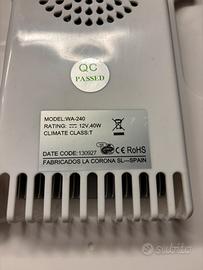 QC
PASSED
MODEL:WA-240
RATING: 12V,40W
CLIMATE CLASS:T
DATE CODE:130927
CE RoHS
FABRICADOS LA CORONA SL---SPAIN
subito